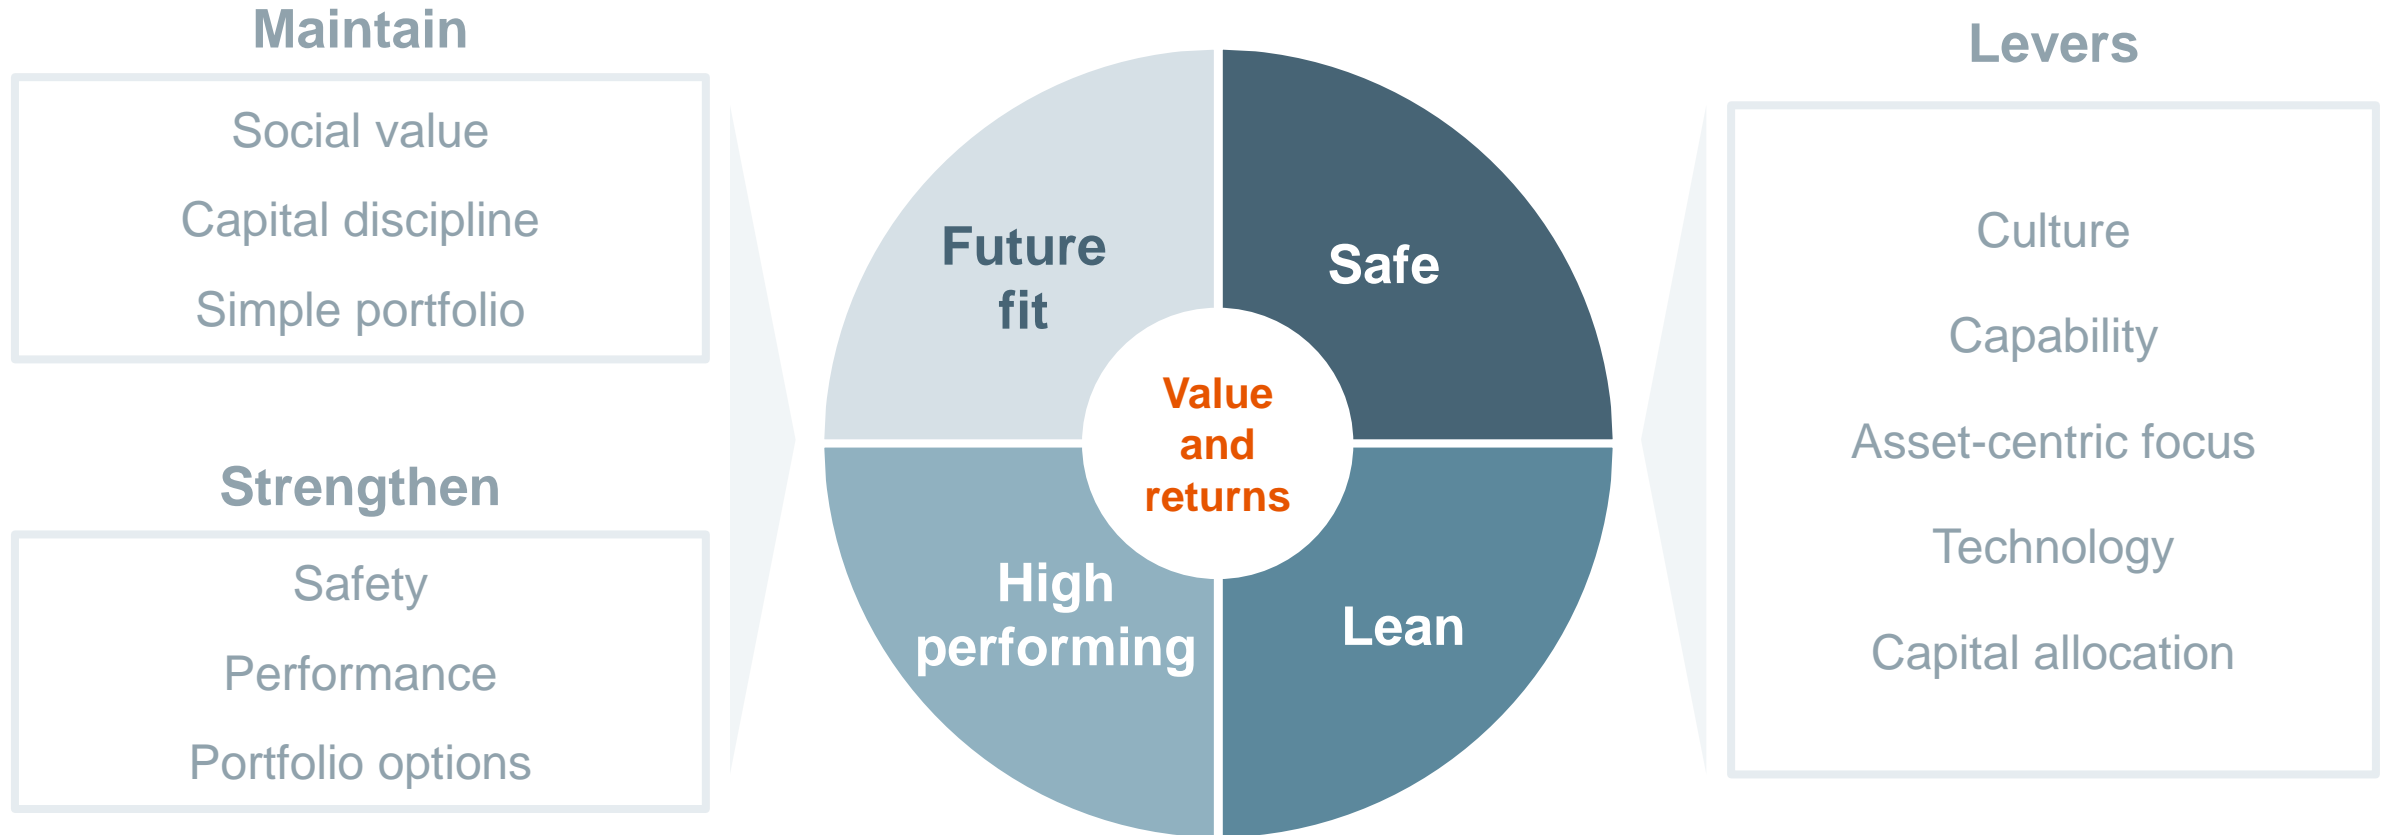 Maintain
Social value
Capital discipline
Simple portfolio
Strengthen
Safety
Performance
Portfolio options
Future
fit
Safe
Value
and
returns
High
performing
Lean
Levers
Culture
Capability
Asset-centric focus
Technology
Capital allocation